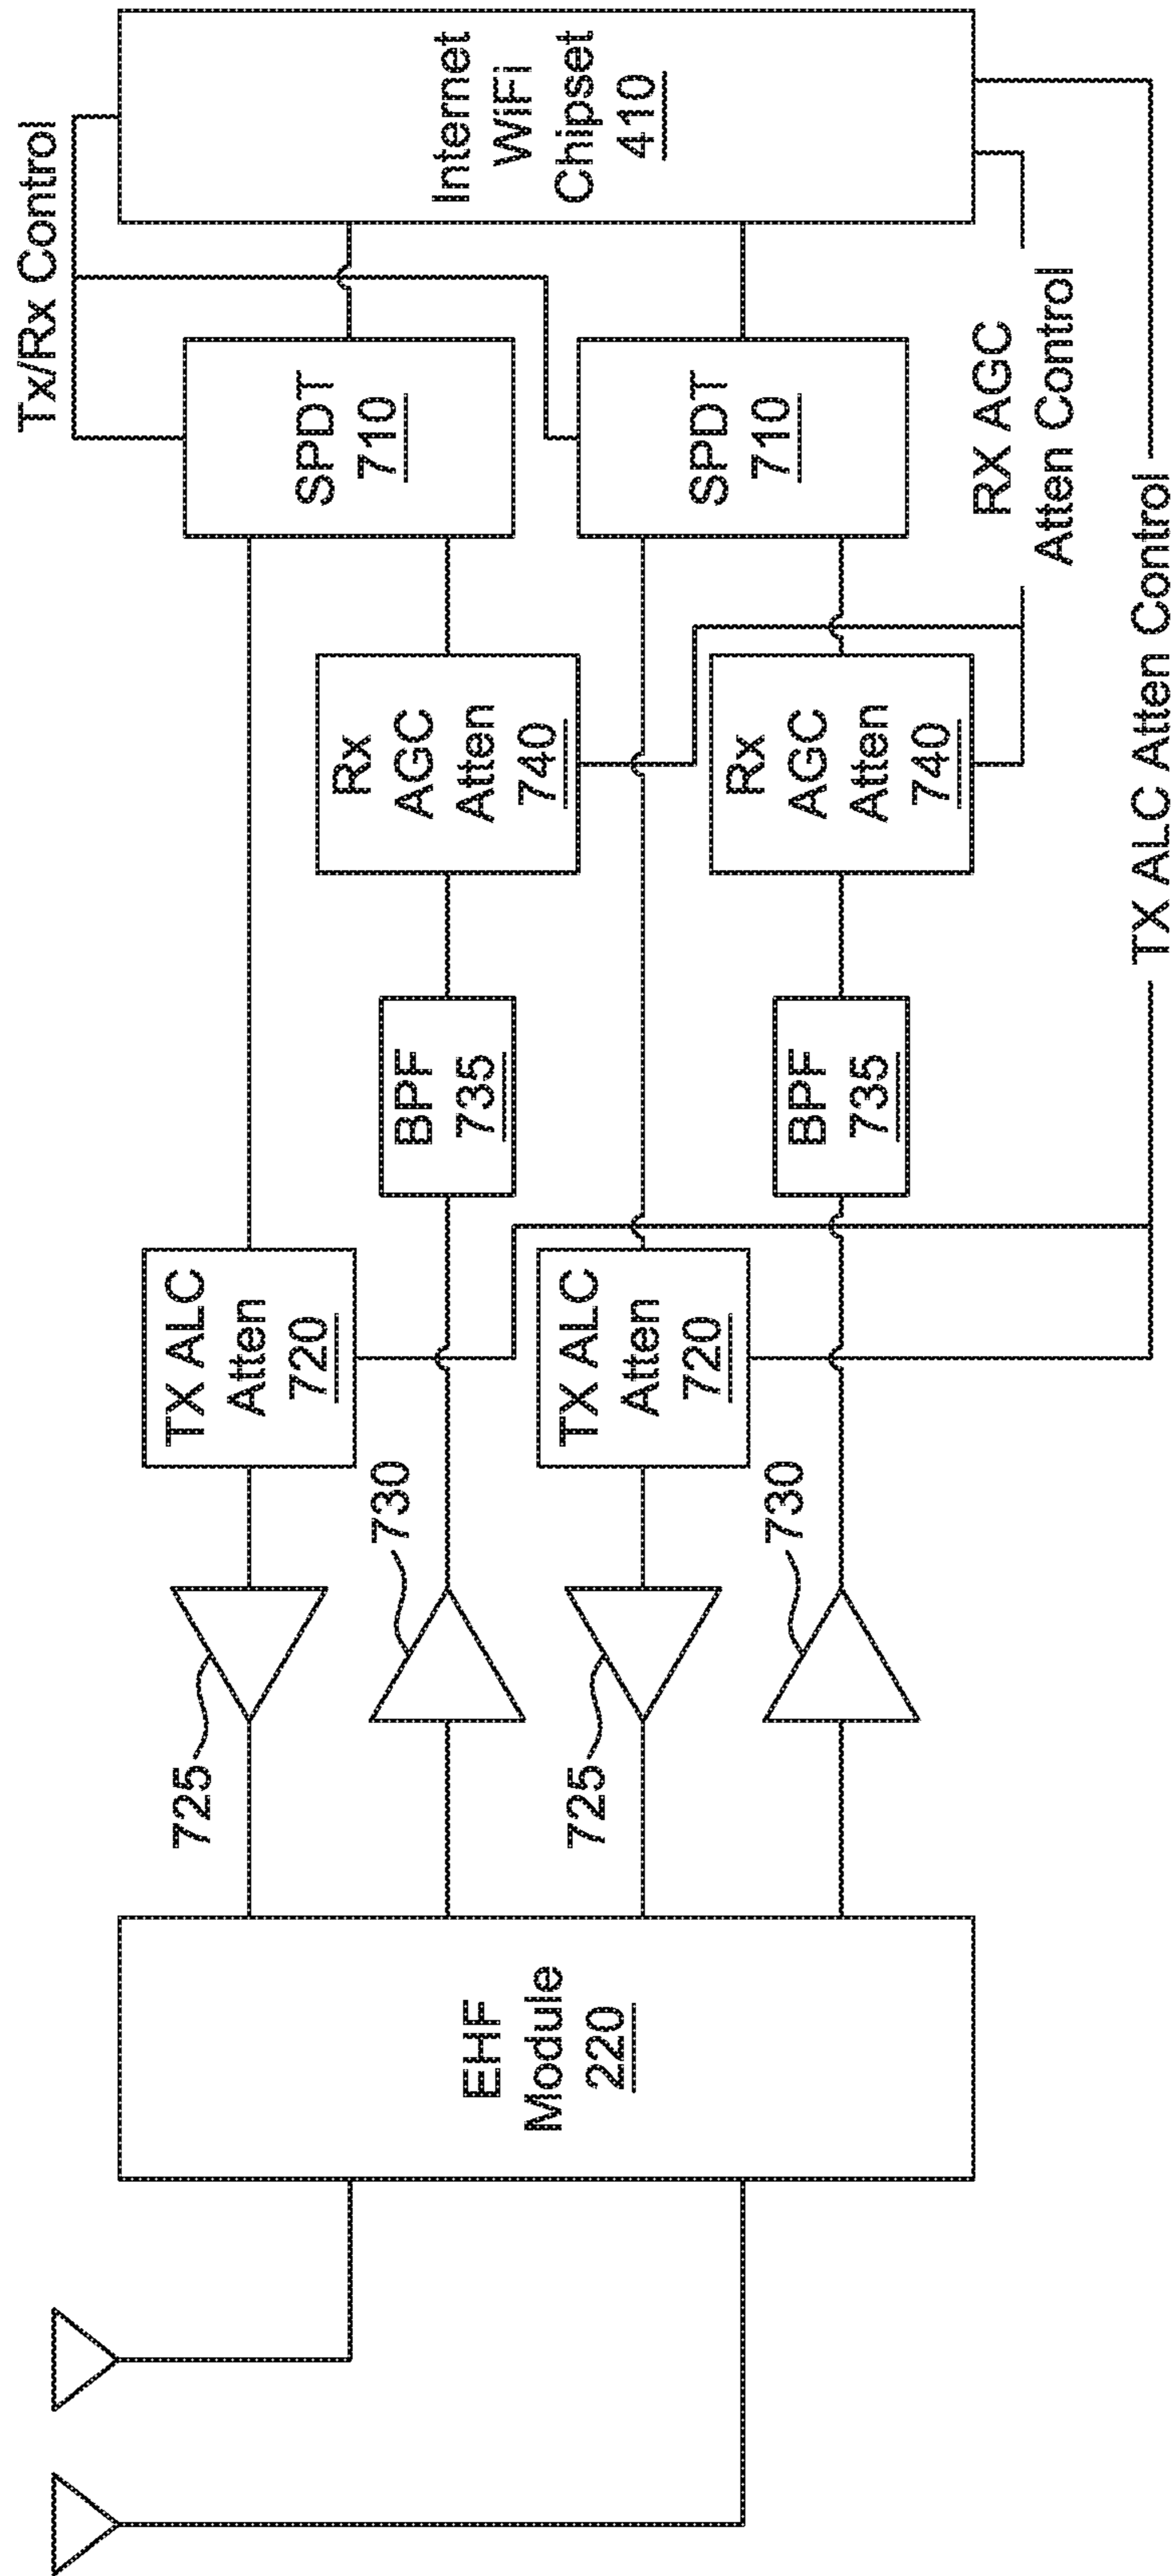 Tx/Rx Control
Internet
WiFi
Chipset
410
SPDT
710
SPDT
710
RX AGC
Atten Control
TX ALC Atten Control
Rx
AGC
Atten
740
Rx
AGC
Atten
740
BPF
735
BPF
735
TX ALC
Atten
720
TX ALC
Atten
720
730
730
725
725
EHF
Module
220